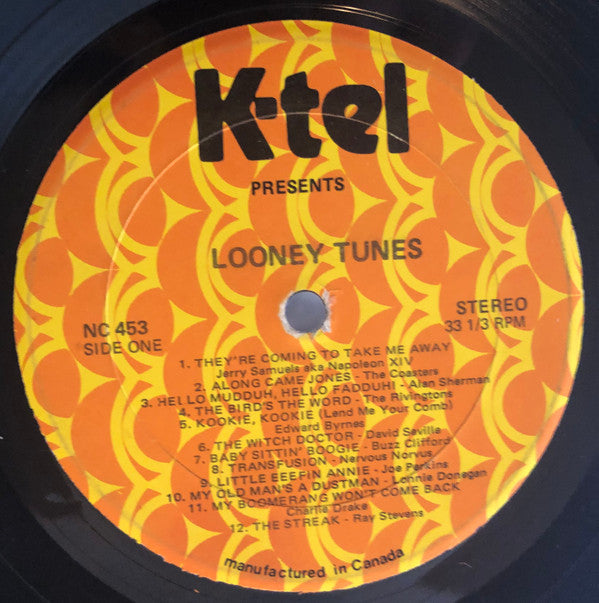 K-tel
PRESENTS
LOONEY TUNES
NC 453
SIDE ONE
STEREO
33 1/3 RPM
1. THEY'RE COMING TO TAKE ME AWAY
Jerry Samuels aka Napoleon XIV
2. ALONG CAME JONES - The Coasters
3. HELLO MUDDUH, HELLO FADDUH! - Alan Sherman
4. THE BIRD'S THE WORD - The Rivingtons
5. KOOKIE, KOOKIE (Lend Me Your Comb)
Edward Byrnes
6. THE WITCH DOCTOR - David Seville
7. BABY SITTIN' BOOGIE - Buzz Clifford
8. TRANSFUSION - Nervous Norvus
9. LITTLE EEEFIN ANNIE - Joe Perkins
10. MY OLD MAN'S A DUSTMAN - Lonnie Donegan
11. MY BOOMERANG WON'T COME BACK
Charlie Drake
12. THE STREAK - Ray Stevens
manufactured in Canada